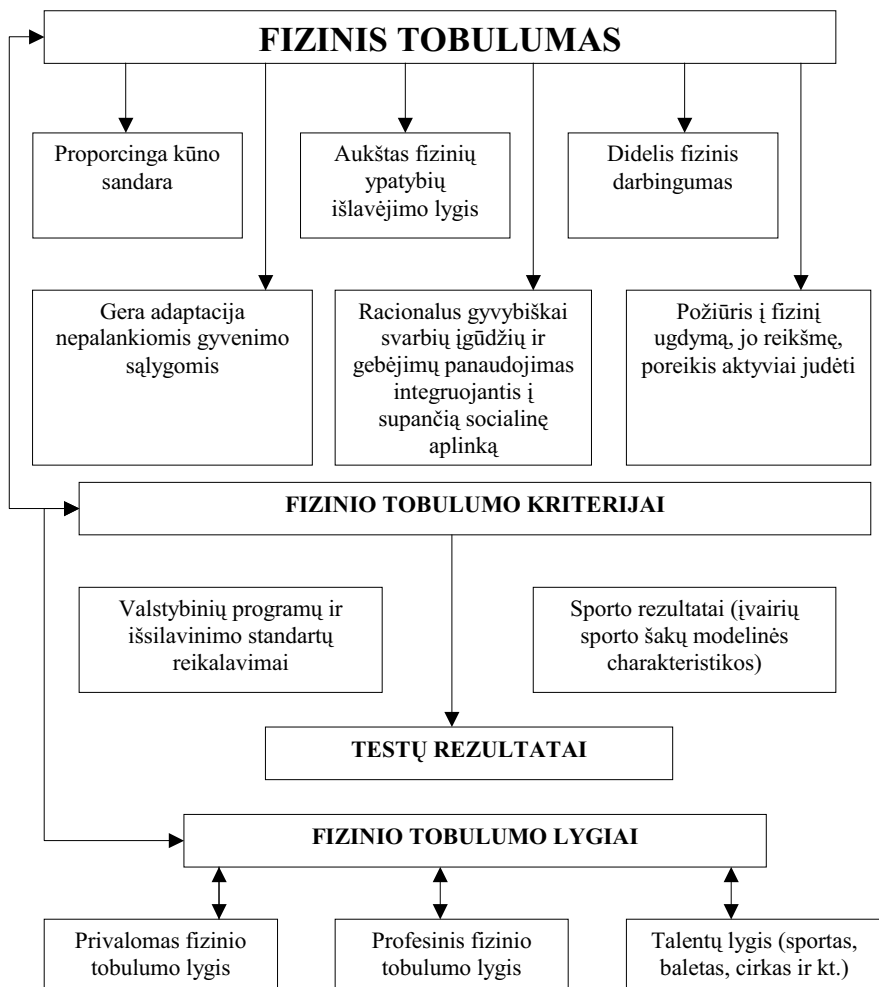 FIZINIS TOBULUMAS
Proporcinga kūno
sandara
Aukštas fizinių
ypatybių
išlavėjimo lygis
Didelis fizinis
darbingumas
Gera adaptacija
nepalankiomis gyvenimo
sąlygomis
Racionalus gyvybiškai
svarbių įgūdžių ir
gebėjimų panaudojimas
integruojantis į
supančią socialinę
aplinką
Požiūris į fizinį
ugdymą, jo reikšmę,
poreikis aktyviai judėti
FIZINIO TOBULUMO KRITERIJAI
Valstybinių programų ir
išsilavinimo standartų
reikalavimai
Sporto rezultatai (įvairių
sporto šakų modelinės
charakteristikos)
TESTŲ REZULTATAI
FIZINIO TOBULUMO LYGIAI
Privalomas fizinio
tobulumo lygis
Profesinis fizinio
tobulumo lygis
Talentų lygis (sportas,
baletas, cirkas ir kt.)